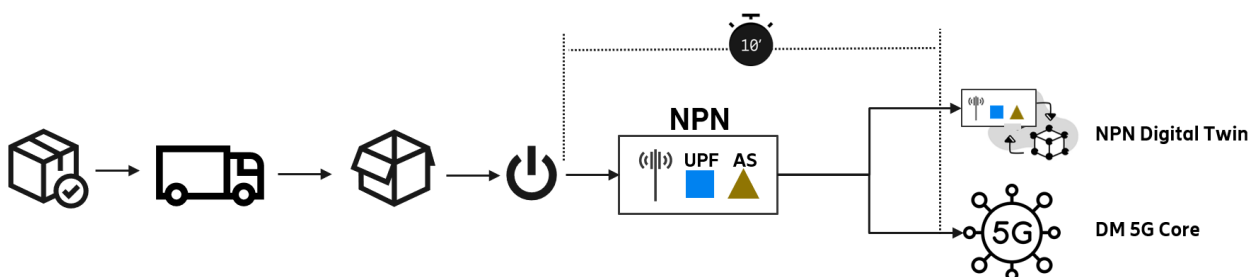 10'
NPN
UPF AS
NPN Digital Twin
5G
DM 5G Core